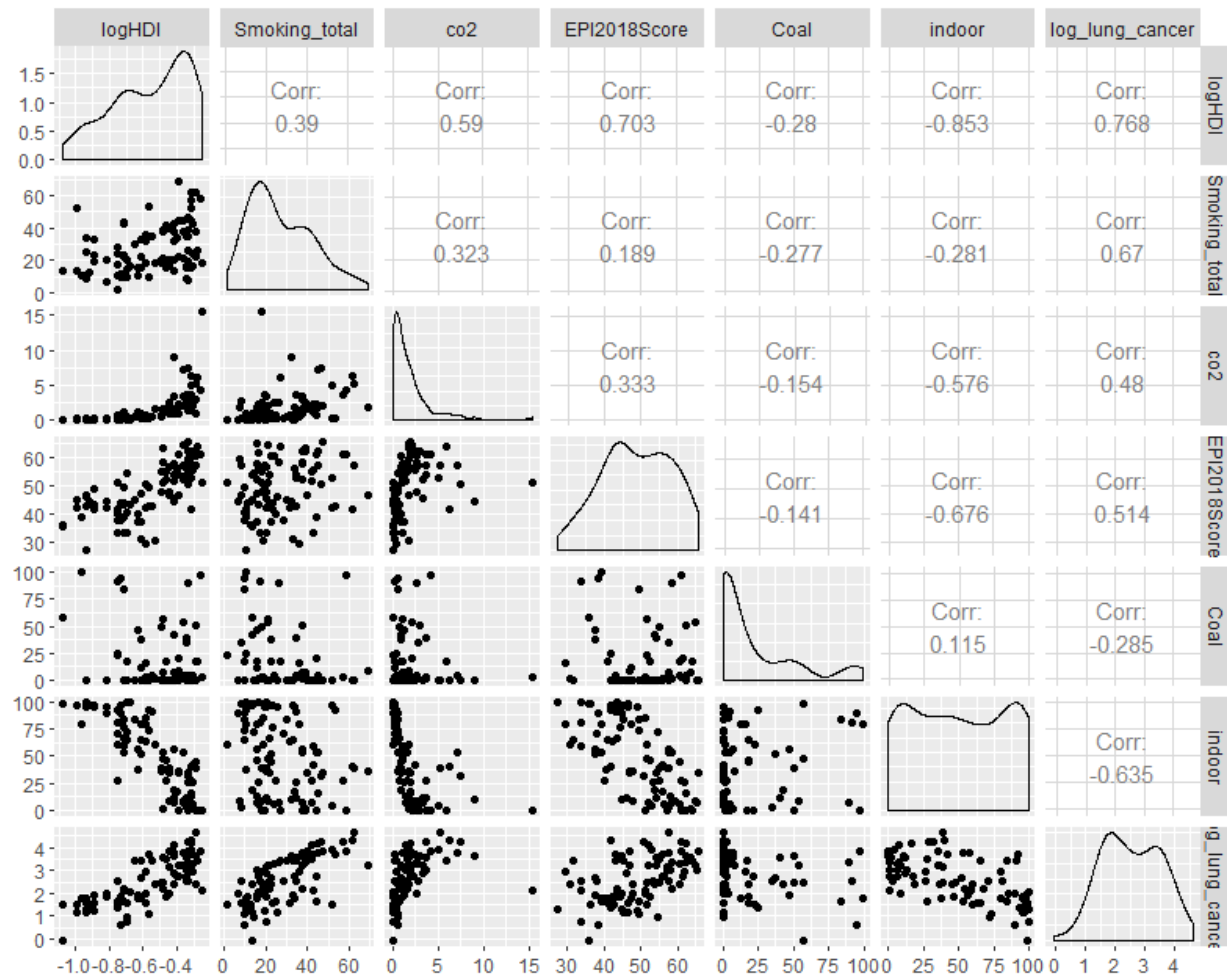 logHDI Smoking_total co2 EPI2018Score Coal indoor log_lung_cancer
1.5
1.0
0.5
0.0
Corr: Corr: Corr: Corr: Corr: Corr:
0.39 0.59 0.703 -0.28 -0.853 0.768
logHDI
60
40
20
0
Corr: Corr: Corr: Corr: Corr:
0.323 0.189 -0.277 -0.281 0.67
Smoking_total
15
10
5
0
Corr: Corr: Corr: Corr:
0.333 -0.154 -0.576 0.48
co2
60
50
40
30
Corr: Corr: Corr:
-0.141 -0.676 0.514
EPI2018Score
100
75
50
25
0
Corr: Corr:
0.115 -0.285
Coal
100
75
50
25
0
Corr:
-0.635
indoor
4
3
2
1
0
g_lung_cance
-1.0 -0.8 -0.6 -0.4 0 20 40 60 0 5 10 15 30 40 50 60 0 25 50 75 100 0 25 50 75 100 0 1 2 3 4